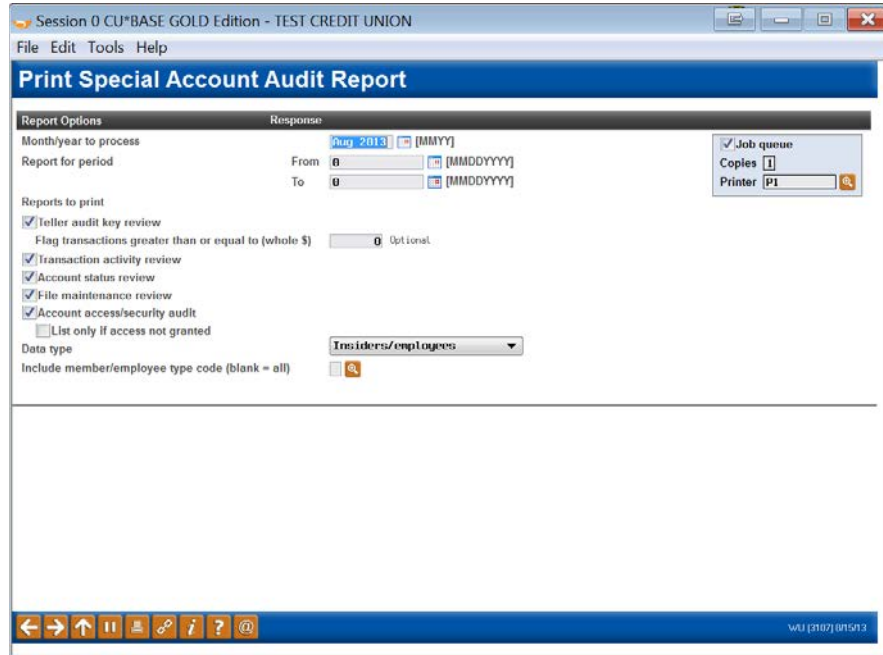 Session 0 CU*BASE GOLD Edition - TEST CREDIT UNION
File Edit Tools Help
Print Special Account Audit Report
Report Options Response
Month/year to process Aug 2013 [MMYY]
Report for period From 0 [MMDDYYYY]
To 0 [MMDDYYYY]
Job queue
Copies 1
Printer P1
Reports to print
Teller audit key review
Flag transactions greater than or equal to (whole $) 0 Optional
Transaction activity review
Account status review
File maintenance review
Account access/security audit
List only if access not granted
Data type Insiders/employees
Include member/employee type code (blank = all)
WU (3107)